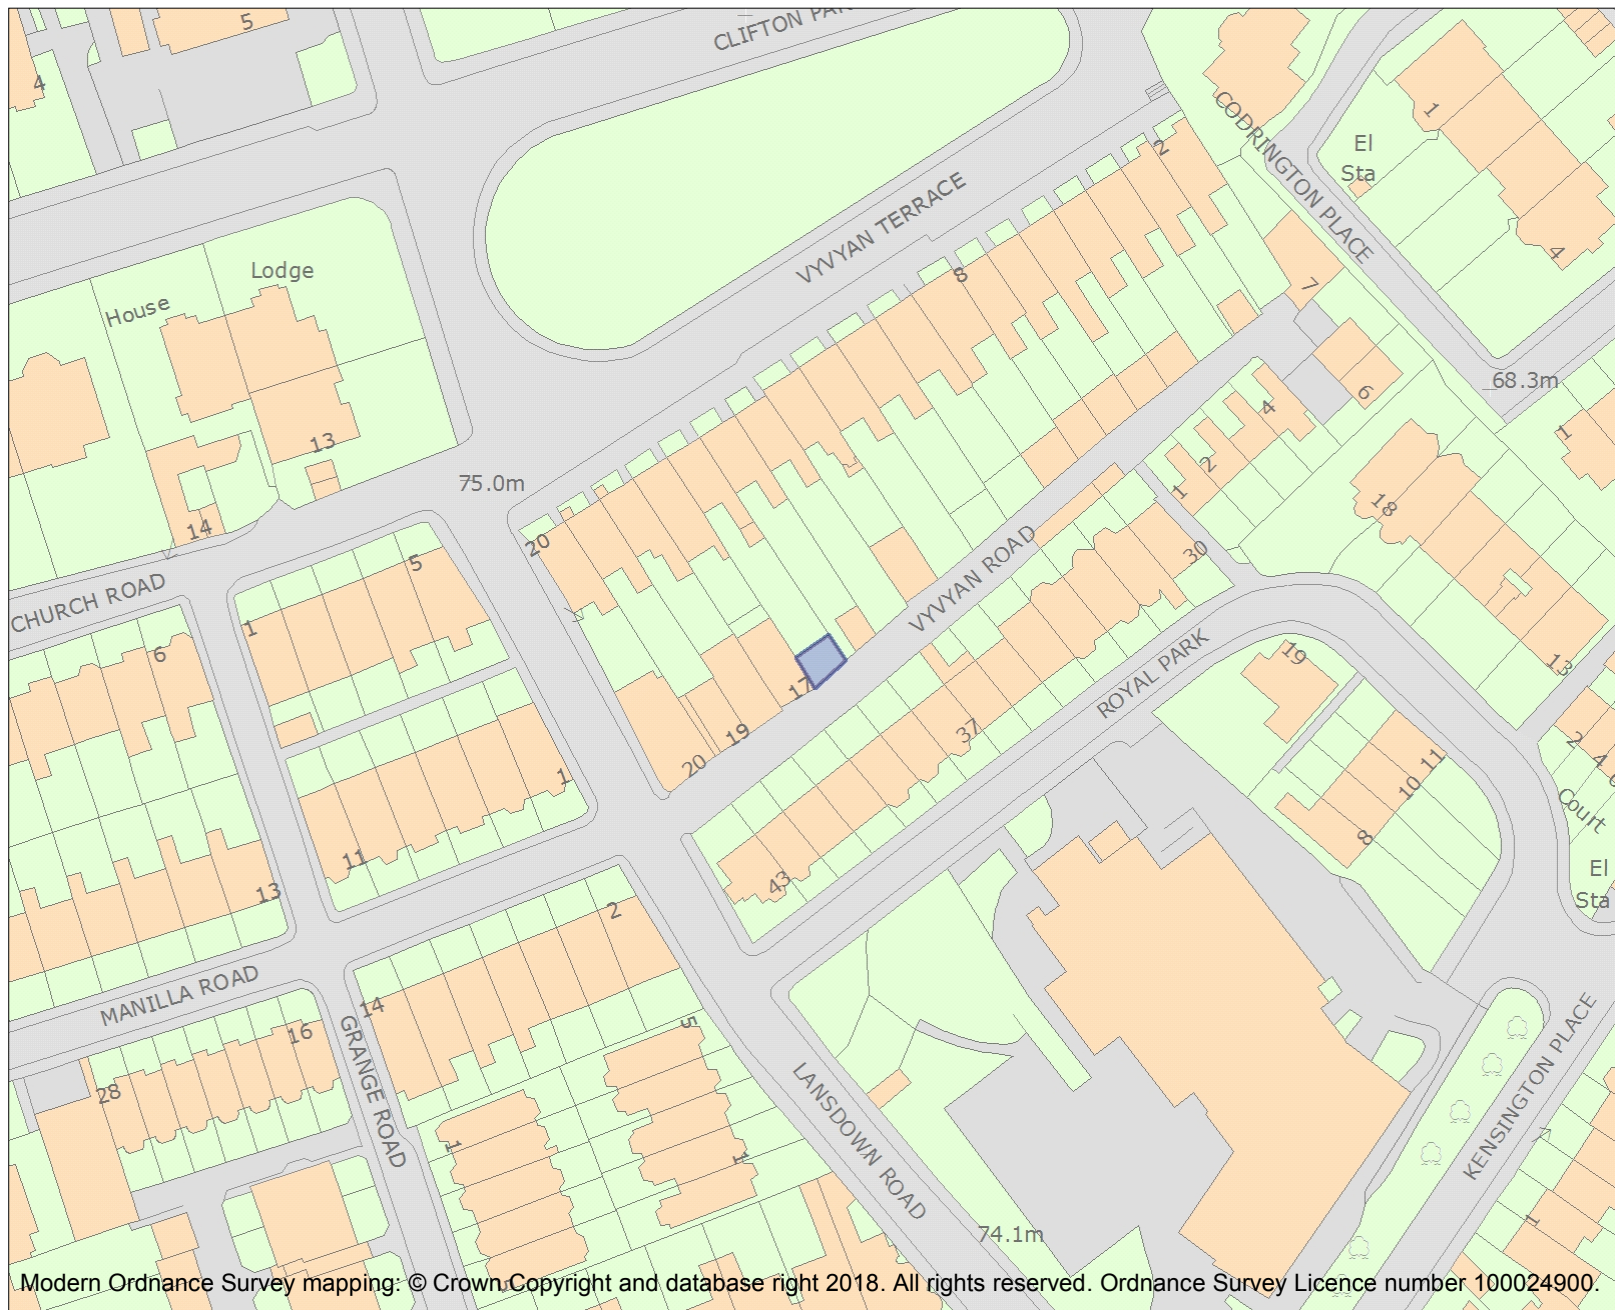 5
CLIFTON PAR
4
CODRINGTON PLACE
1
El
Sta
2
VYVYAN TERRACE
4
Lodge
House
8
7
68.3m
6
4
1
13
75.0m
2
1
18
14
20
5
VYVYAN ROAD
30
CHURCH ROAD
1
6
ROYAL PARK
19
13
17
37
19
20
2
4
11
10
1
Court
8
11
43
El
Sta
13
2
MANILLA ROAD
14
16
GRANGE ROAD
5
KENSINGTON PLACE
28
LANSDOWN ROAD
1
1
74.1m
1
Modern Ordnance Survey mapping: © Crown Copyright and database right 2018. All rights reserved. Ordnance Survey Licence number 100024900.